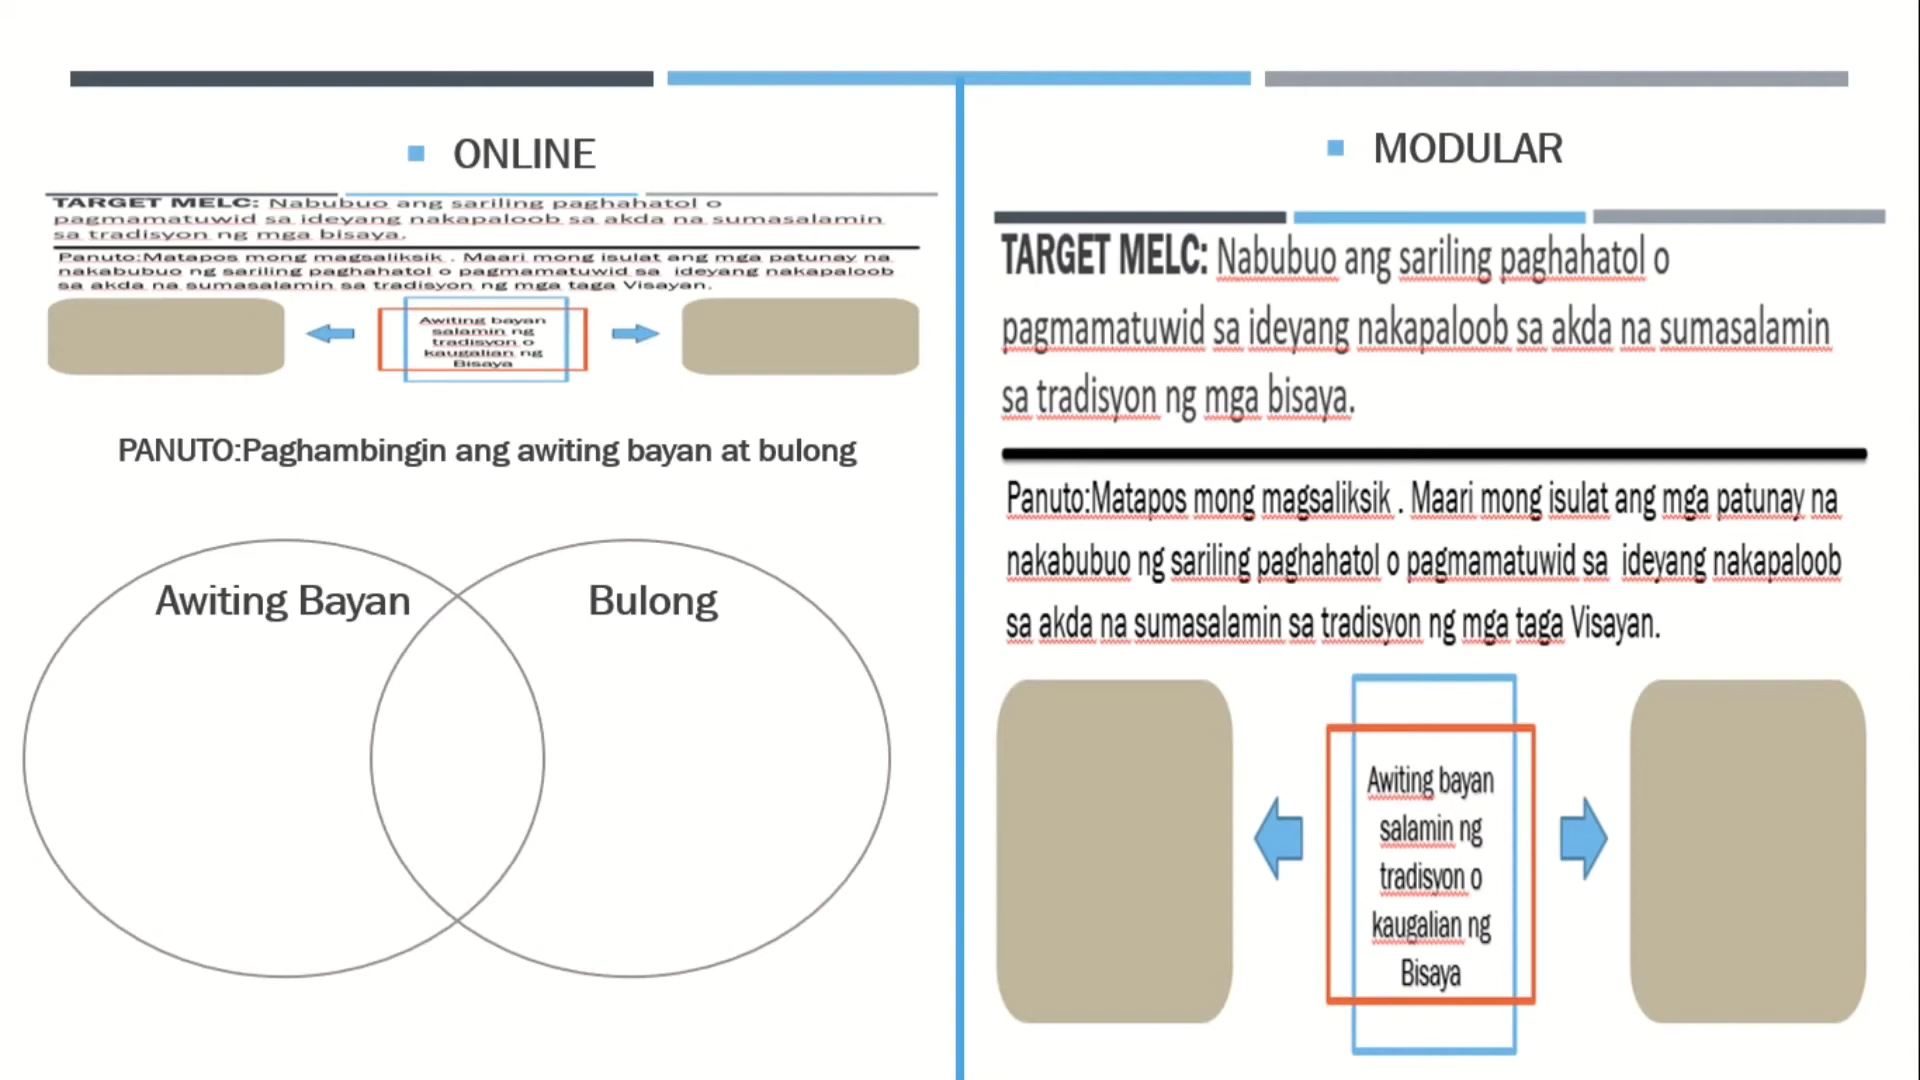 ONLINE
TARGET MELC: Nabubuo ang sariling paghahatol o
pagmamatuwid sa ideyang nakapaloob sa akda na sumasalamin
sa tradisyon ng mga bisaya.
Panuto:Matapos mong magsaliksik . Maari mong isulat ang mga patunay na
nakabubuo ng sariling paghahatol o pagmamatuwid sa ideyang nakapaloob
sa akda na sumasalamin sa tradisyon ng mga taga Visayan.
Awiting bayan
salamin ng
tradisyon o
kaugalian ng
Bisaya
PANUTO:Paghambingin ang awiting bayan at bulong
Awiting Bayan
Bulong
MODULAR
TARGET MELC: Nabubuo ang sariling paghahatol o
pagmamatuwid sa ideyang nakapaloob sa akda na sumasalamin
sa tradisyon ng mga bisaya.
Panuto:Matapos mong magsaliksik . Maari mong isulat ang mga patunay na
nakabubuo ng sariling paghahatol o pagmamatuwid sa ideyang nakapaloob
sa akda na sumasalamin sa tradisyon ng mga taga Visayan.
Awiting bayan
salamin ng
tradisyon o
kaugalian ng
Bisaya